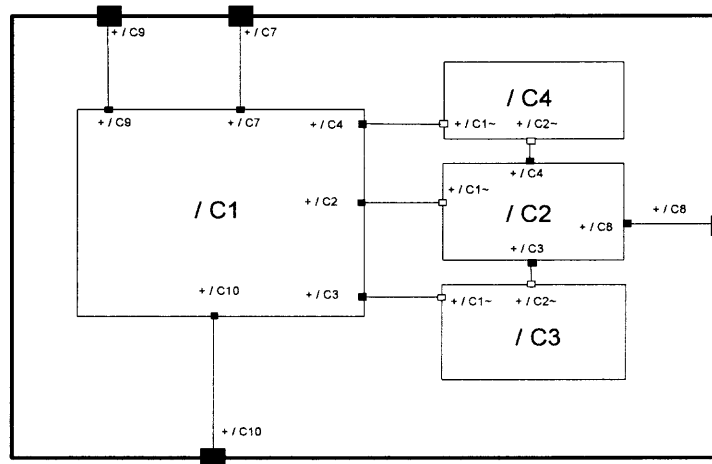 + / C9
+ / C7
+ / C9
+ / C7
+ / C4
/ C4
+ / C1~
+ / C2~
/ C1
+ / C2
+ / C4
+ / C1~
/ C2
+ / C8
+ / C8
+ / C3
+ / C10
+ / C3
+ / C1~
+ / C2~
/ C3
+ / C10